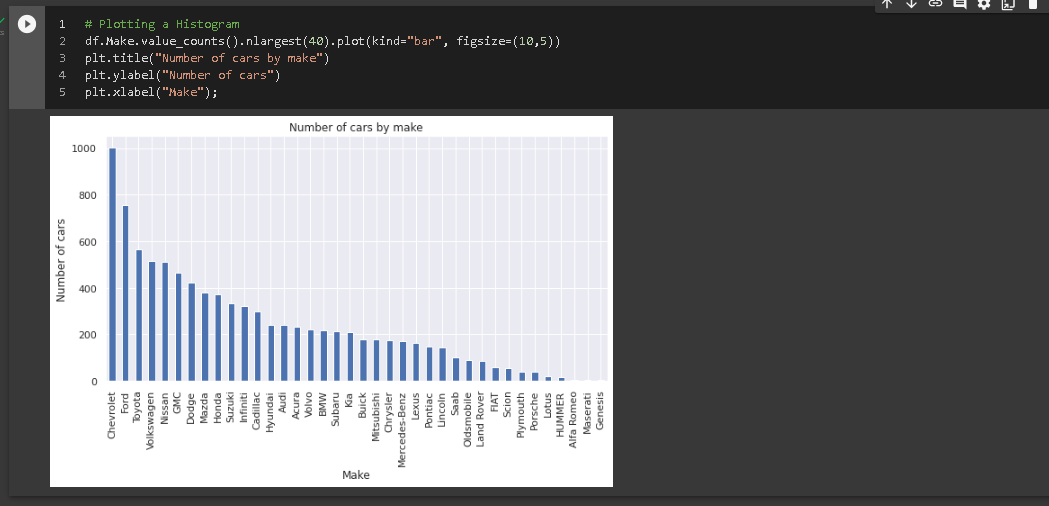 1 # Plotting a Histogram
2 df.Make.value_counts().nlargest(40).plot(kind="bar", figsize=(10,5))
3 plt.title("Number of cars by make")
4 plt.ylabel("Number of cars")
5 plt.xlabel("Make");
Number of cars by make
1000
800
600
400
200
0
Number of cars
Chevrolet
Ford
Toyota
Volkswagen
Nissan
GMC
Dodge
Mazda
Honda
Suzuki
Infiniti
Cadillac
Hyundai
Audi
Acura
Volvo
BMW
Subaru
Kia
Buick
Mitsubishi
Chrysler
Mercedes-Benz
Lexus
Pontiac
Lincoln
Saab
Oldsmobile
Land Rover
FIAT
Scion
Plymouth
Porsche
Lotus
HUMMER
Alfa Romeo
Maserati
Genesis
Make